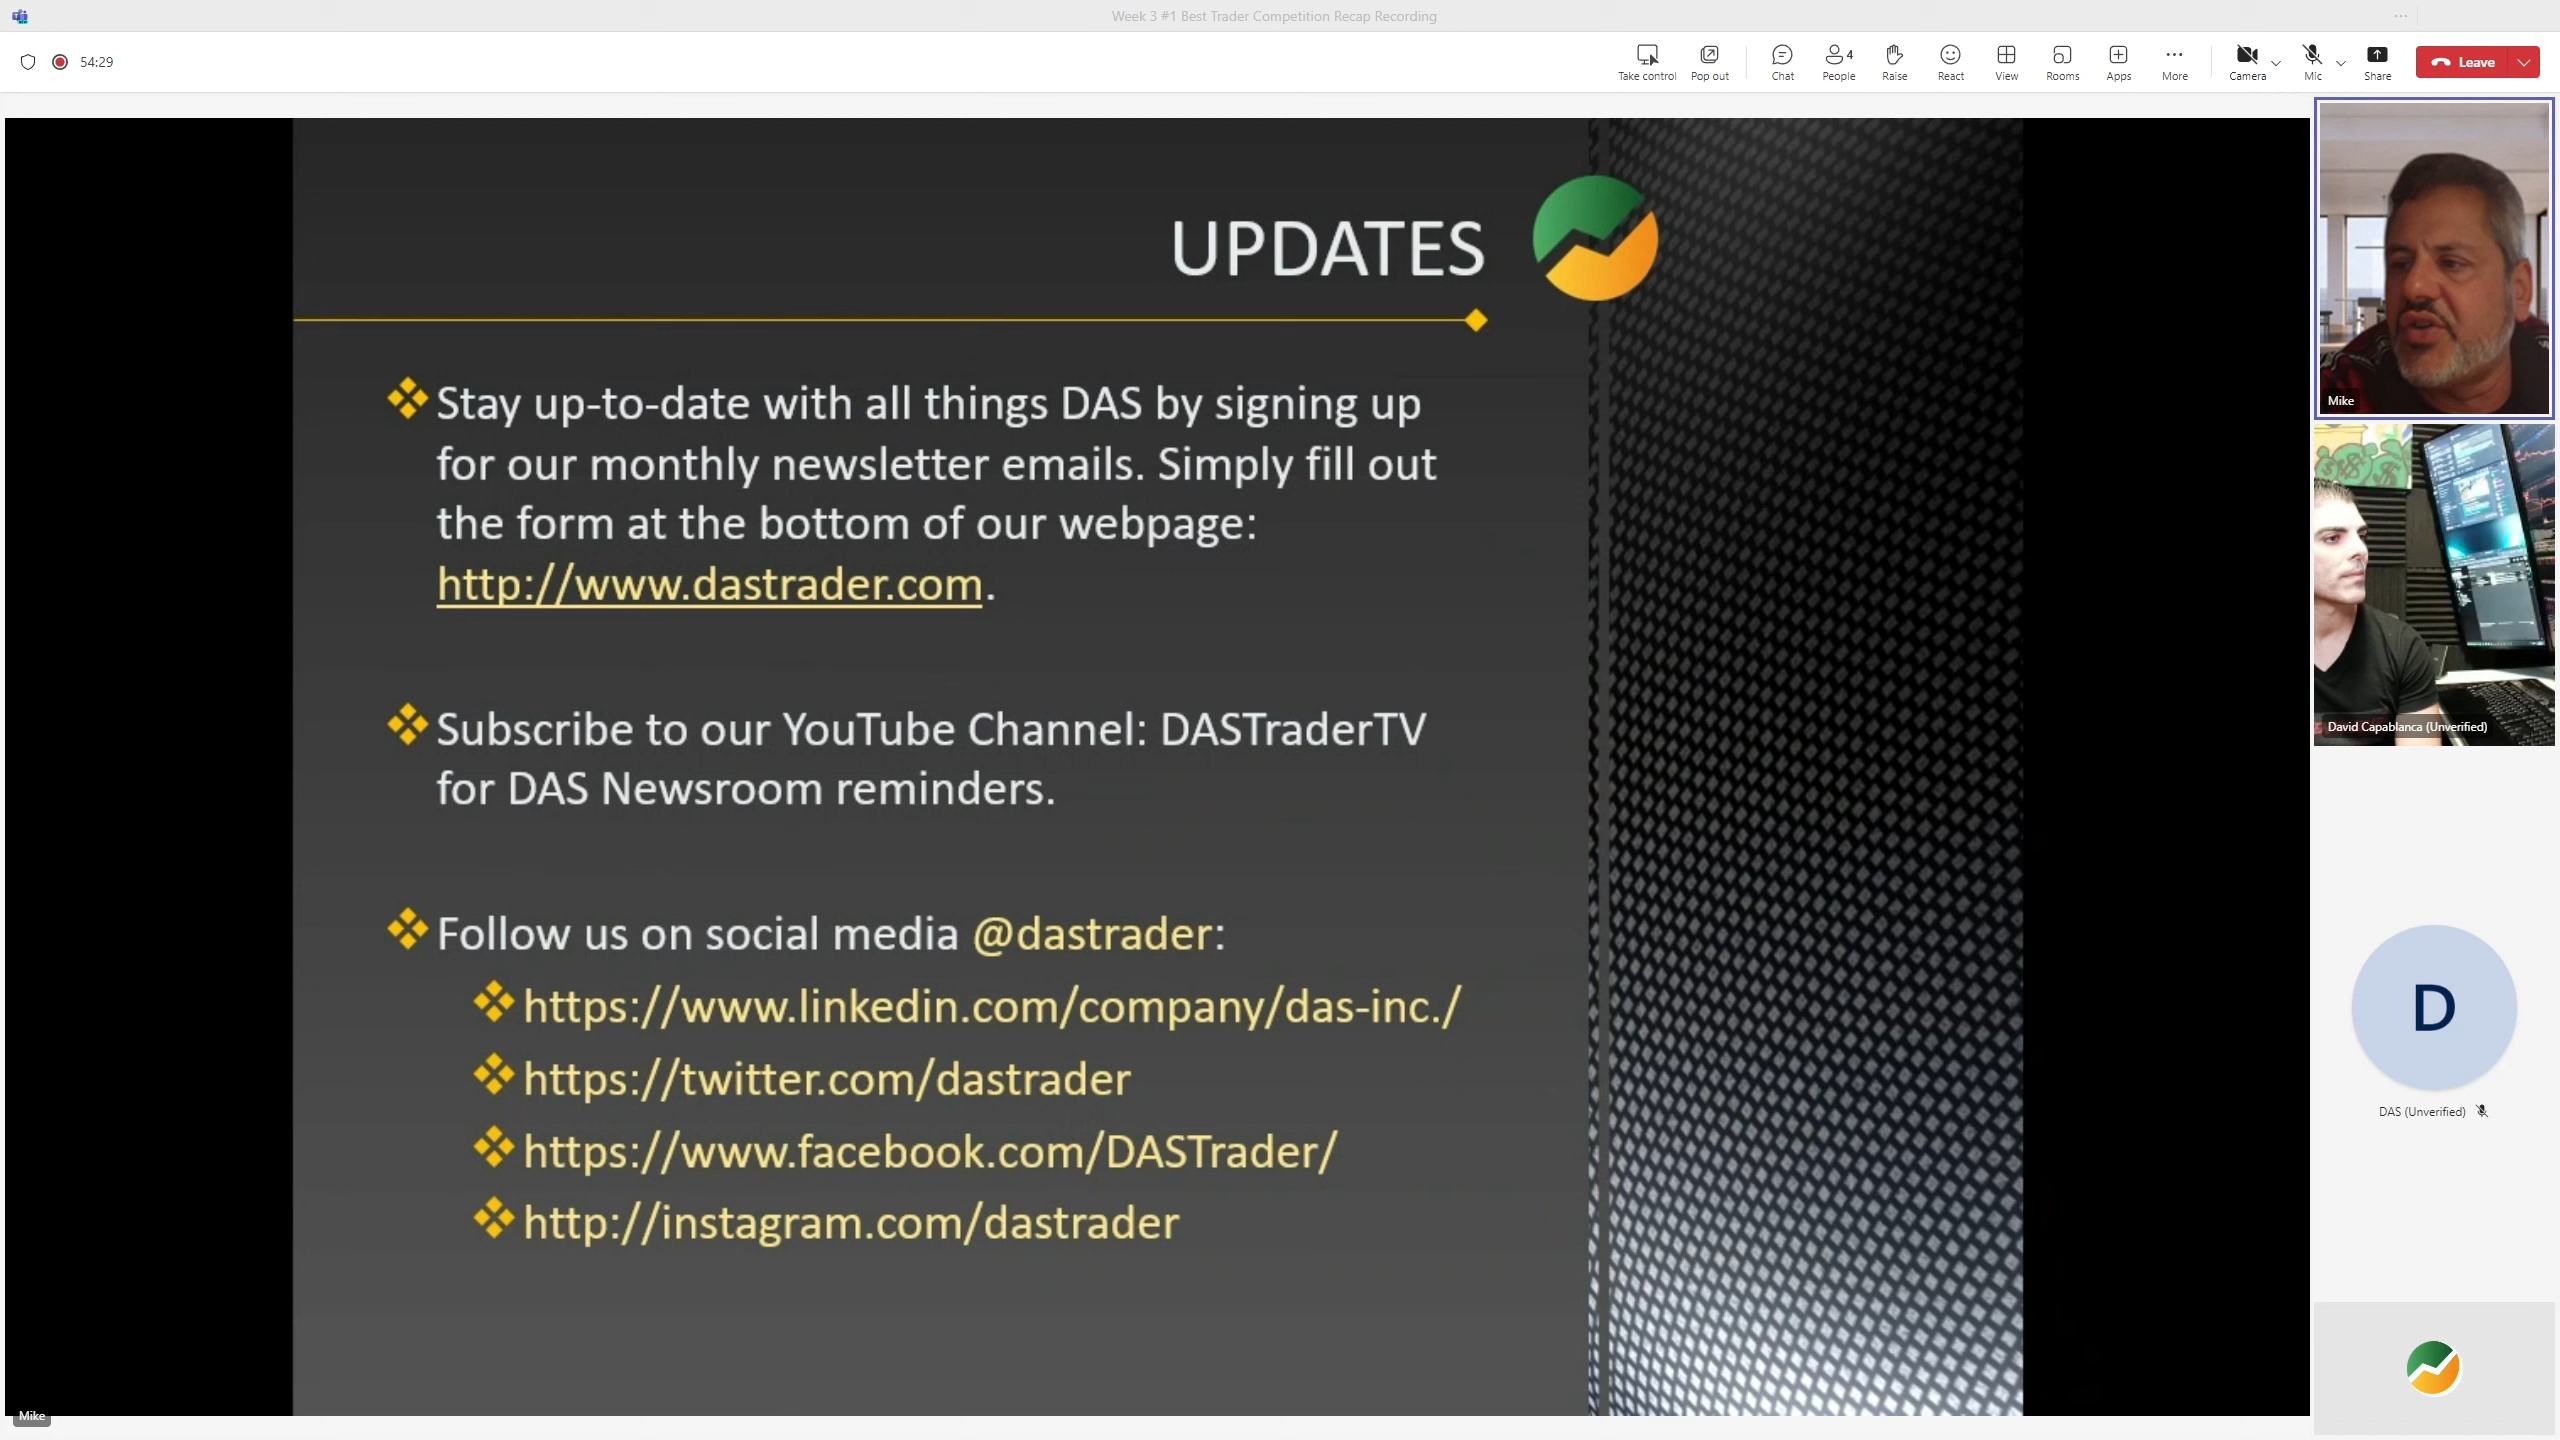 Week 3 #1 Best Trader Competition Recap Recording
54:29
Take control
Pop out
Chat
4
People
Raise
React
View
Rooms
Apps
More
Camera
Mic
Share
Leave
UPDATES
Stay up-to-date with all things DAS by signing up
for our monthly newsletter emails. Simply fill out
the form at the bottom of our webpage:
http://www.dastrader.com.
Subscribe to our YouTube Channel: DASTraderTV
for DAS Newsroom reminders.
Follow us on social media @dastrader:
https://www.linkedin.com/company/das-inc./
https://twitter.com/dastrader
https://www.facebook.com/DASTrader/
http://instagram.com/dastrader
Mike
Mike
David Capablanca (Unverified)
D
DAS (Unverified)